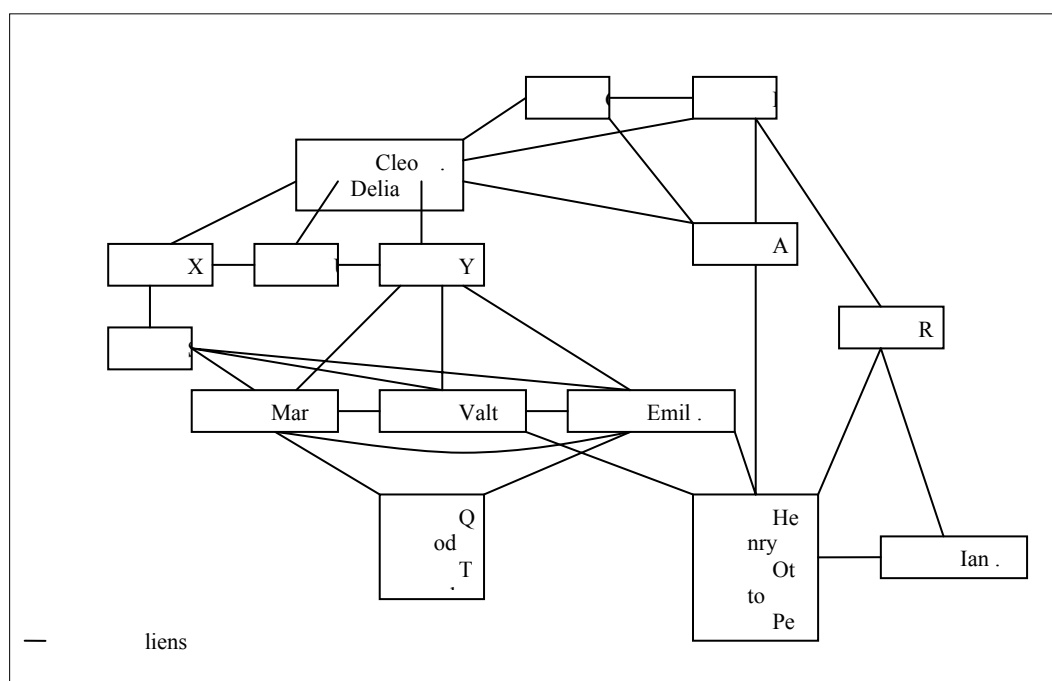 Cleo .
Delia
A
X
Y
R
Mar
Valt
Emil .
Q
od
T
.
He
nry
Ot
to
Pe
Ian .
liens